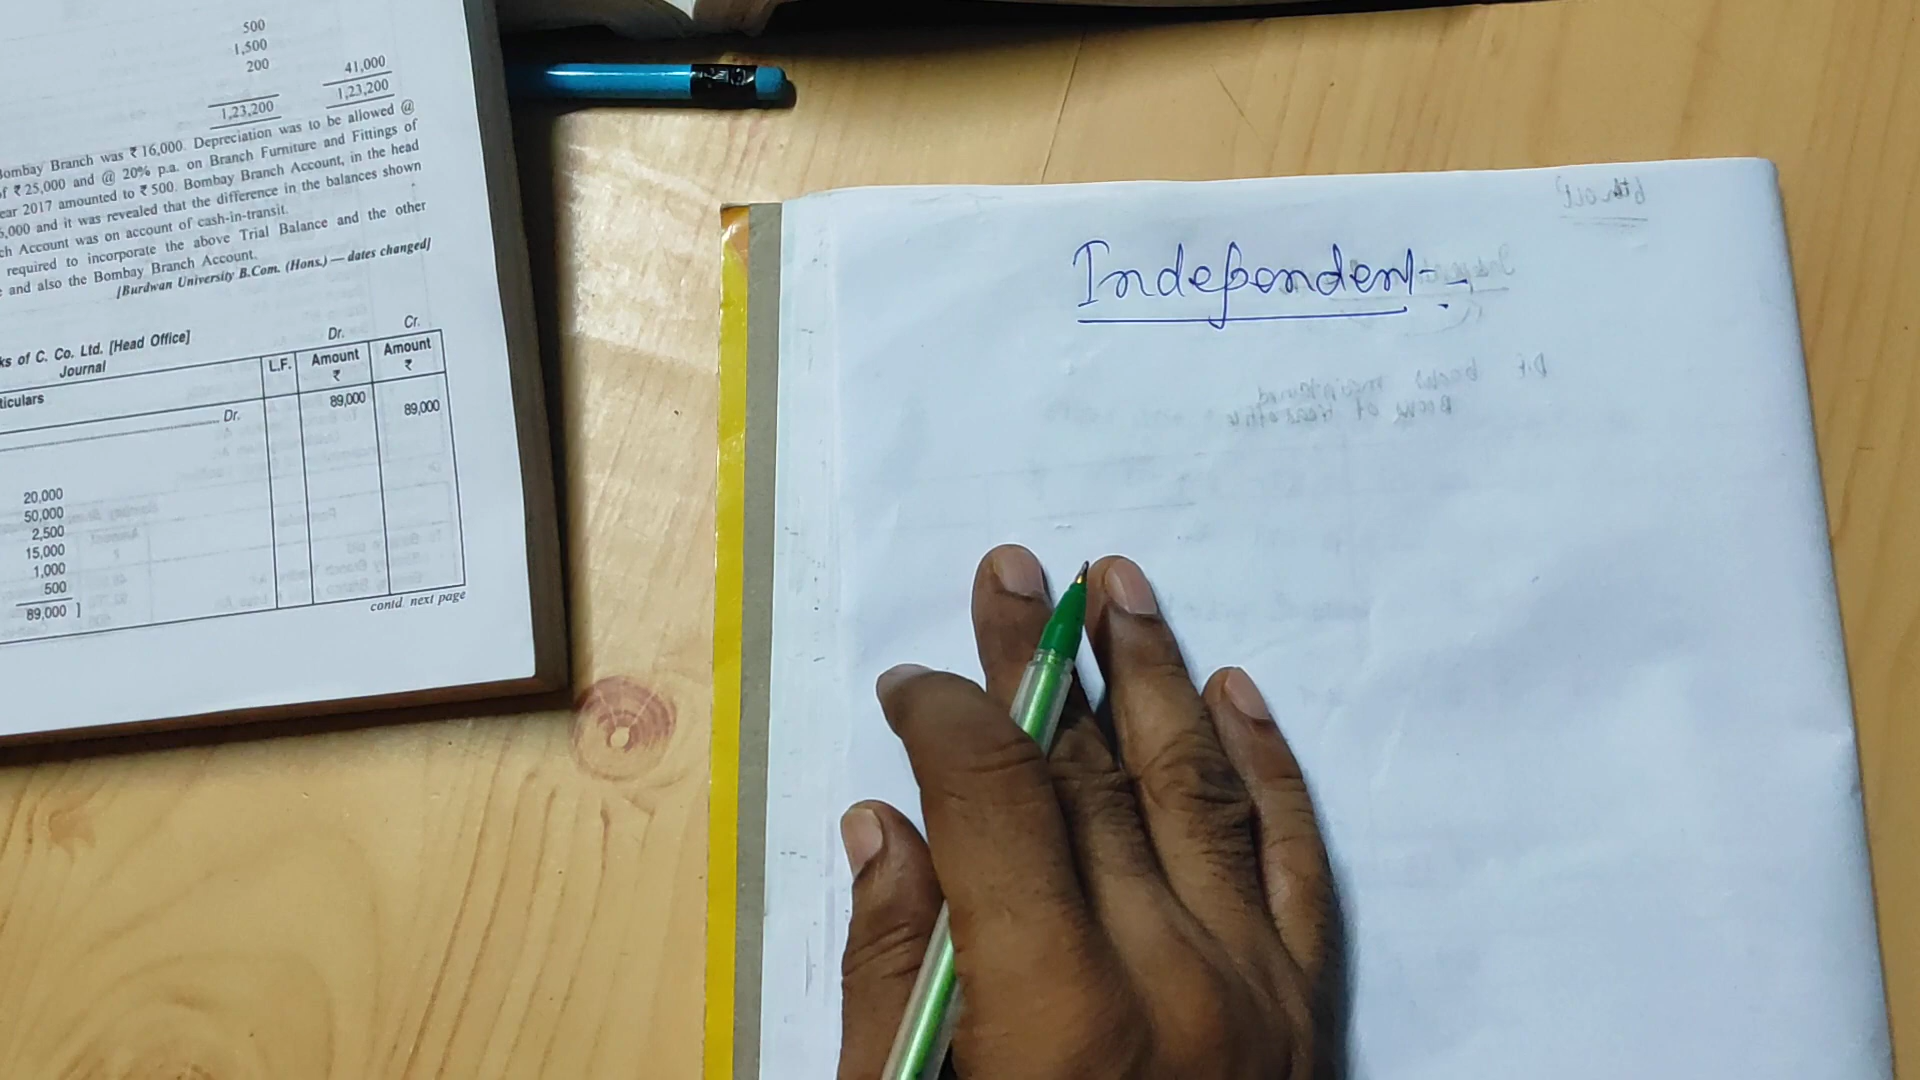 500
1,500
200
41,000
1,23,200
1,23,200
Bombay Branch was ₹ 16,000. Depreciation was to be allowed @
of ₹ 25,000 and @ 20% p.a. on Branch Furniture and Fittings of
ear 2017 amounted to ₹ 500. Bombay Branch Account, in the head
5,000 and it was revealed that the difference in the balances shown
ch Account was on account of cash-in-transit.
required to incorporate the above Trial Balance and the other
and also the Bombay Branch Account.
[Burdwan University B.Com. (Hons.) — dates changed]
ks of C. Co. Ltd. [Head Office]
Journal
Dr. Cr.
ticulars L.F. Amount ₹ Amount ₹
Dr. 89,000
89,000
20,000
50,000
2,500
15,000
1,000
500
89,000 ]
contd. next page
Independent :-
6th oct